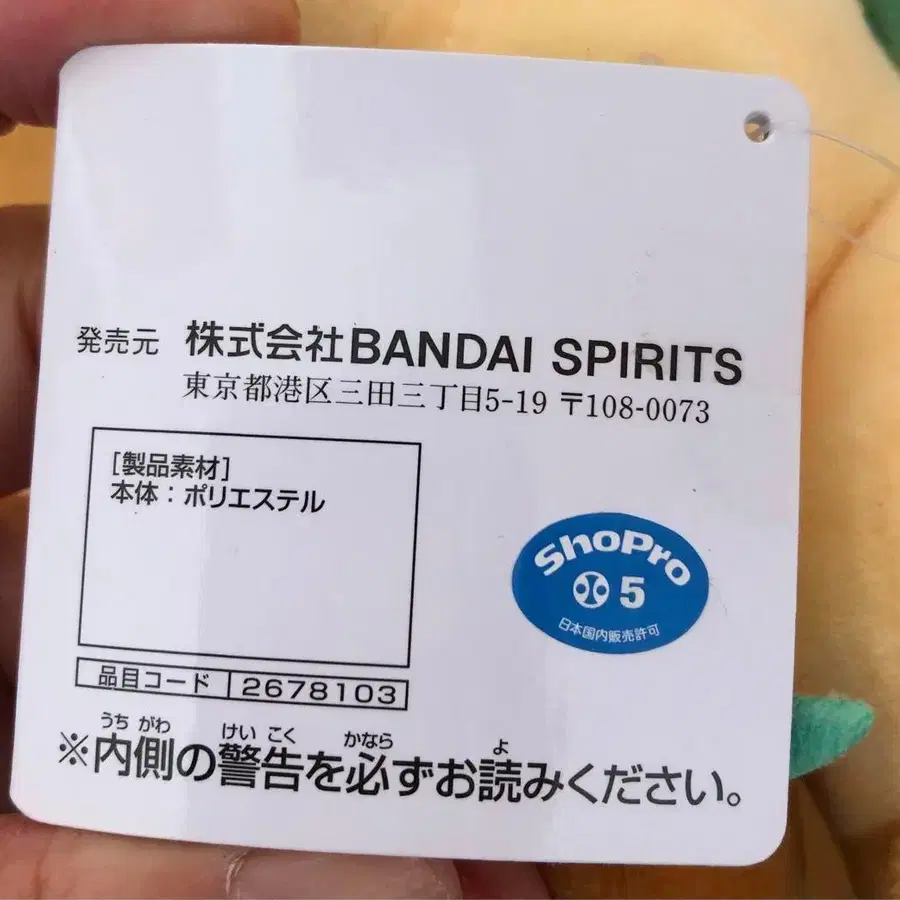 発売元 株式会社BANDAI SPIRITS
東京都港区三田三丁目5-19 〒108-0073
[製品素材]
本体：ポリエステル
ShoPro
5
日本国内販売許可
品目コード 2678103
うち がわ けい こく かなら よ
※内側の警告を必ずお読みください。